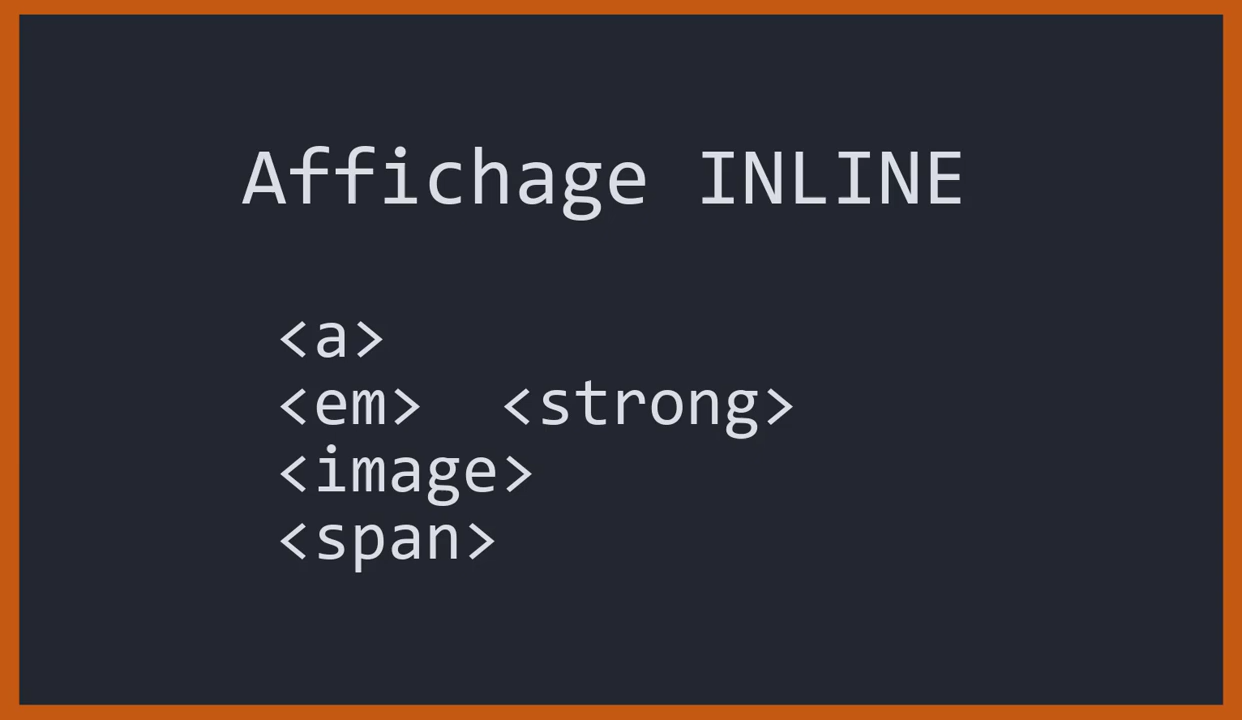 Affichage INLINE
<a>
<em> <strong>
<image>
<span>